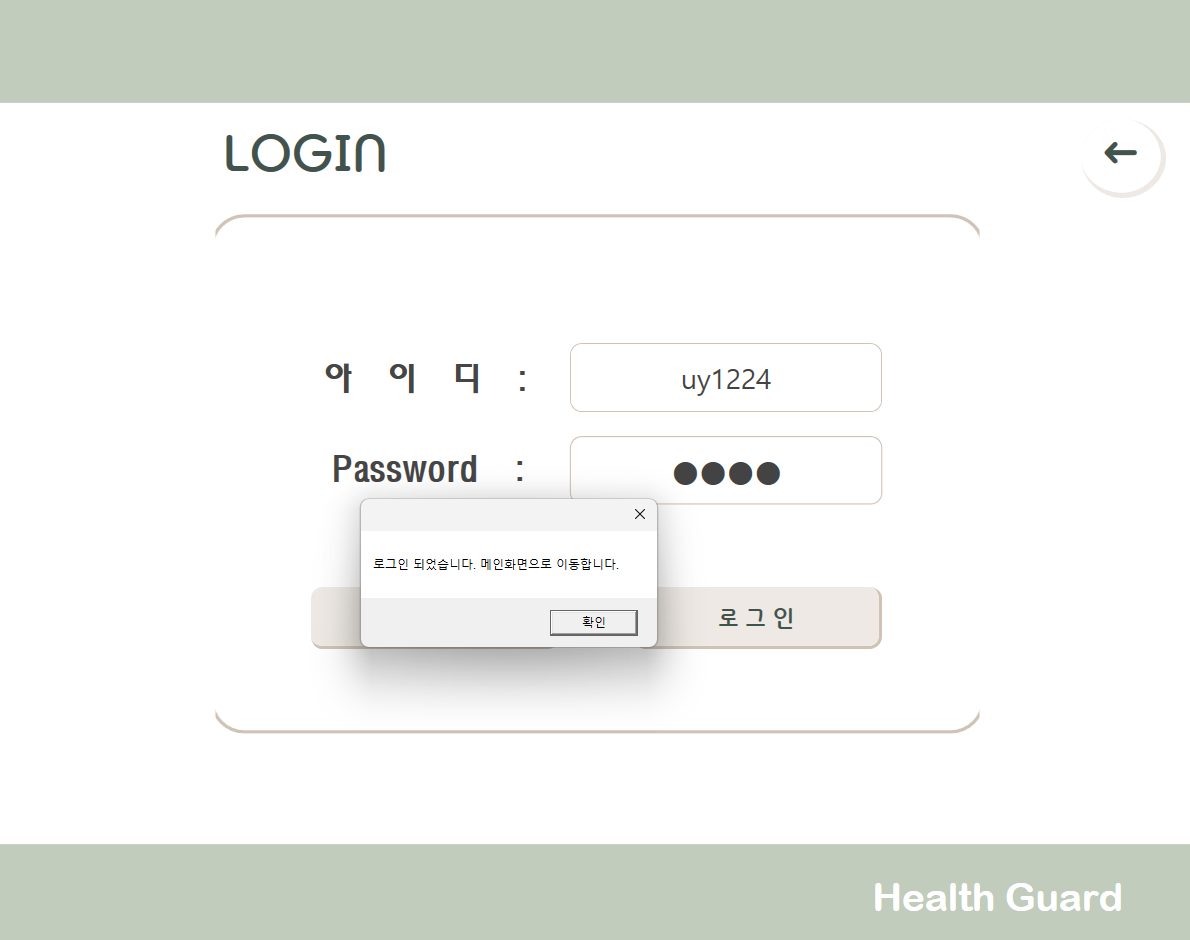 LOGIN
아 이 디 :
uy1224
Password :
●●●●
로그인 되었습니다. 메인화면으로 이동합니다.
확인
로 그 인
Health Guard